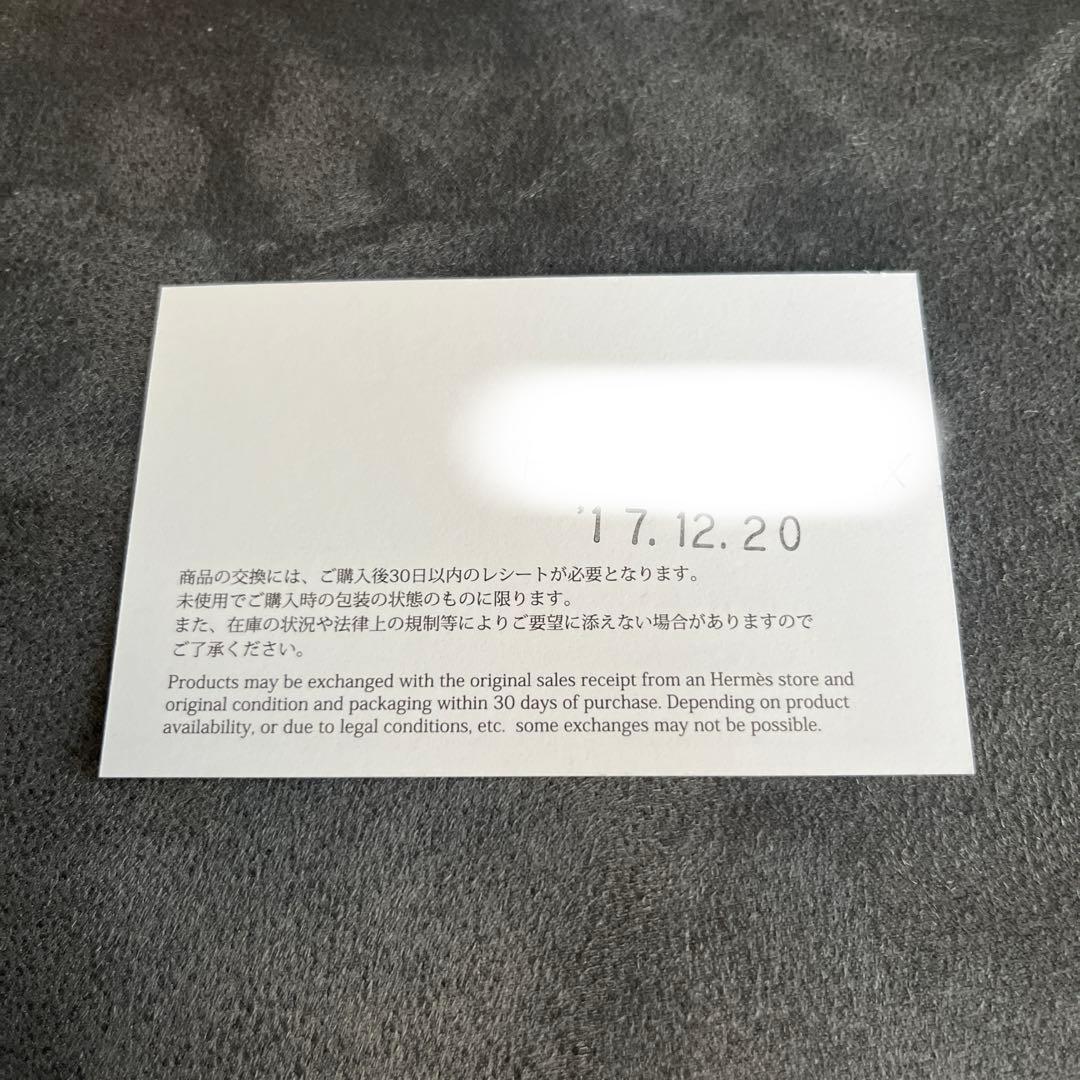 '17.12.20
商品の交換には、ご購入後30日以内のレシートが必要となります。
未使用でご購入時の包装の状態のものに限ります。
また、在庫の状況や法律上の規制等によりご要望に添えない場合がありますので
ご了承ください。
Products may be exchanged with the original sales receipt from an Hermès store and
original condition and packaging within 30 days of purchase. Depending on product
availability, or due to legal conditions, etc. some exchanges may not be possible.